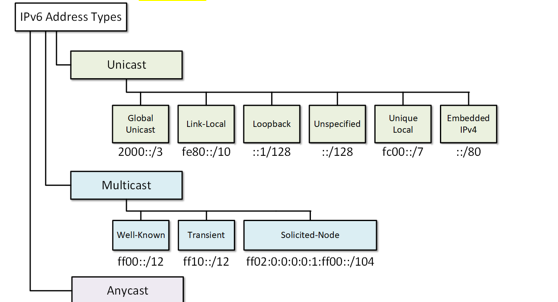 IPv6 Address Types
Unicast
Global
Unicast
Link-Local
Loopback
Unspecified
Unique
Local
Embedded
IPv4
2000::/3
fe80::/10
::1/128
::/128
fc00::/7
::/80
Multicast
Well-Known
Transient
Solicited-Node
ff00::/12
ff10::/12
ff02:0:0:0:0:1:ff00::/104
Anycast